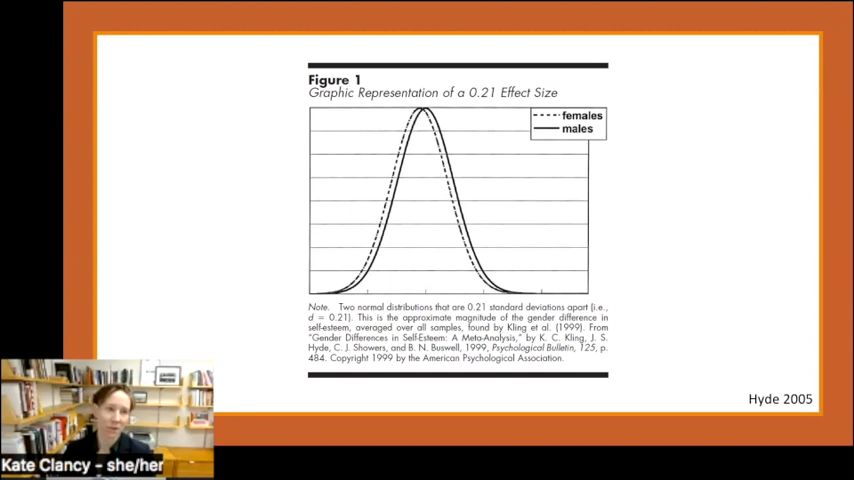 Figure 1
Graphic Representation of a 0.21 Effect Size
females
males
Note. Two normal distributions that are 0.21 standard deviations apart (i.e.,
d = 0.21). This is the approximate magnitude of the gender difference in
self-esteem, averaged over all samples, found by Kling et al. (1999). From
"Gender Differences in Self-Esteem: A Meta-Analysis," by K. C. Kling, J. S.
Hyde, C. J. Showers, and B. N. Buswell, 1999, Psychological Bulletin, 125, p.
484. Copyright 1999 by the American Psychological Association.
Hyde 2005
Kate Clancy - she/her